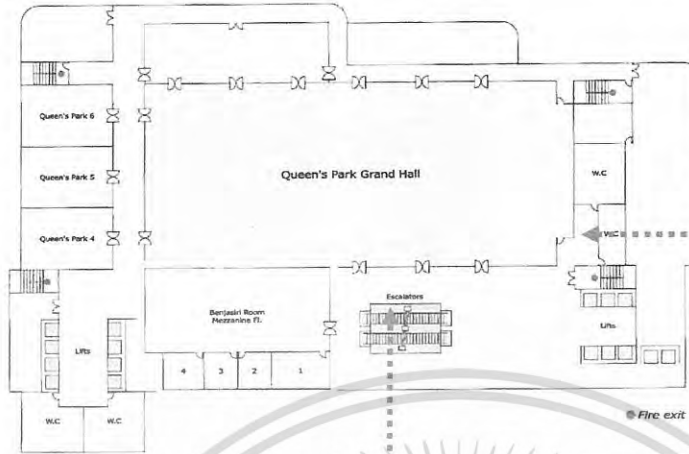 Queen's Park 6
Queen's Park 5
Queen's Park 4
Queen's Park Grand Hall
W.C
W.C
Escalators
Benjasiri Room
Mezzanine Fl.
Lifts
Lifts
4
3
2
1
W.C
W.C
Fire exit